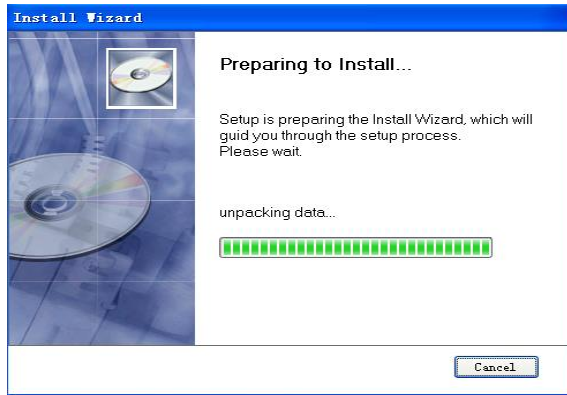 Install Wizard
Preparing to Install...
Setup is preparing the Install Wizard, which will
guid you through the setup process.
Please wait.
unpacking data...
Cancel